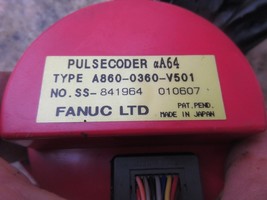 PULSECODER αA64
TYPE A860-0360-V501
NO.SS-841964 010607
FANUC LTD PAT.PEND.
MADE IN JAPAN